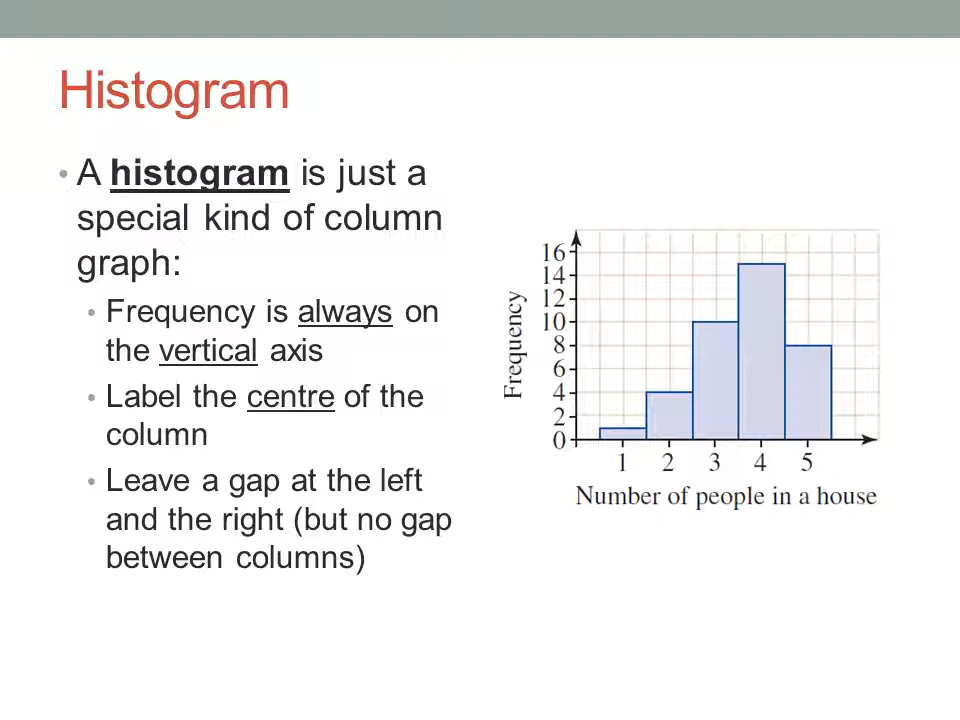 Histogram
• A histogram is just a
special kind of column
graph:
• Frequency is always on
the vertical axis
• Label the centre of the
column
• Leave a gap at the left
and the right (but no gap
between columns)
Frequency
16
14
12
10
8
6
4
2
0
1 2 3 4 5
Number of people in a house